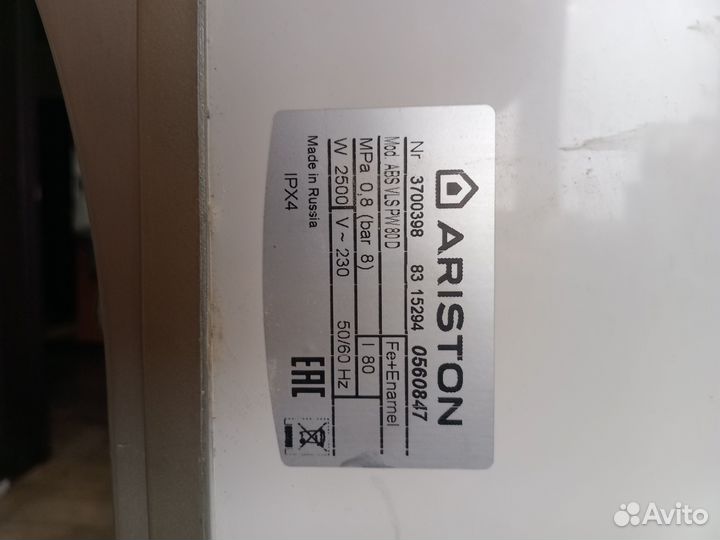 ARISTON
Nr 3700398 83 15294 0560847
Mod. ABS VLS PW 80 D Fe+Enamel
MPa 0,8 (bar 8) l 80
W 2500 V~ 230 50/60 Hz
Made in Russia
IPX4
EAC
Avito